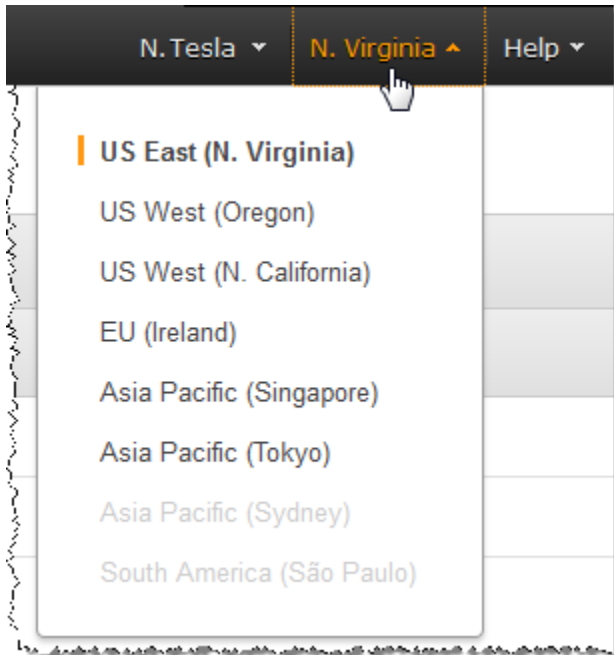 N. Tesla N. Virginia Help
US East (N. Virginia)
US West (Oregon)
US West (N. California)
EU (Ireland)
Asia Pacific (Singapore)
Asia Pacific (Tokyo)
Asia Pacific (Sydney)
South America (São Paulo)